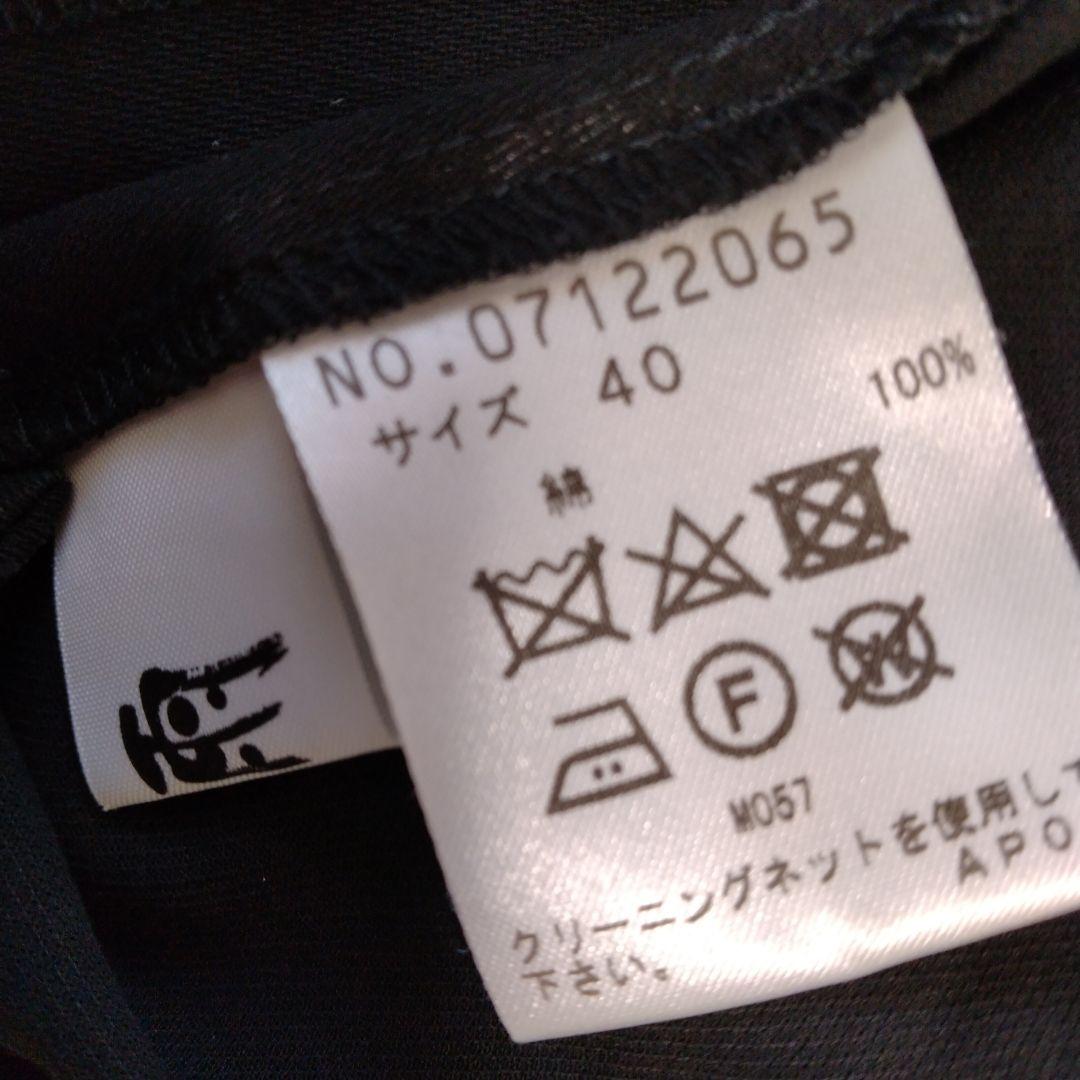 NO.07122065
サイズ 40
綿 100%
F
W
M057
クリーニングネットを使用して
下さい。
APO